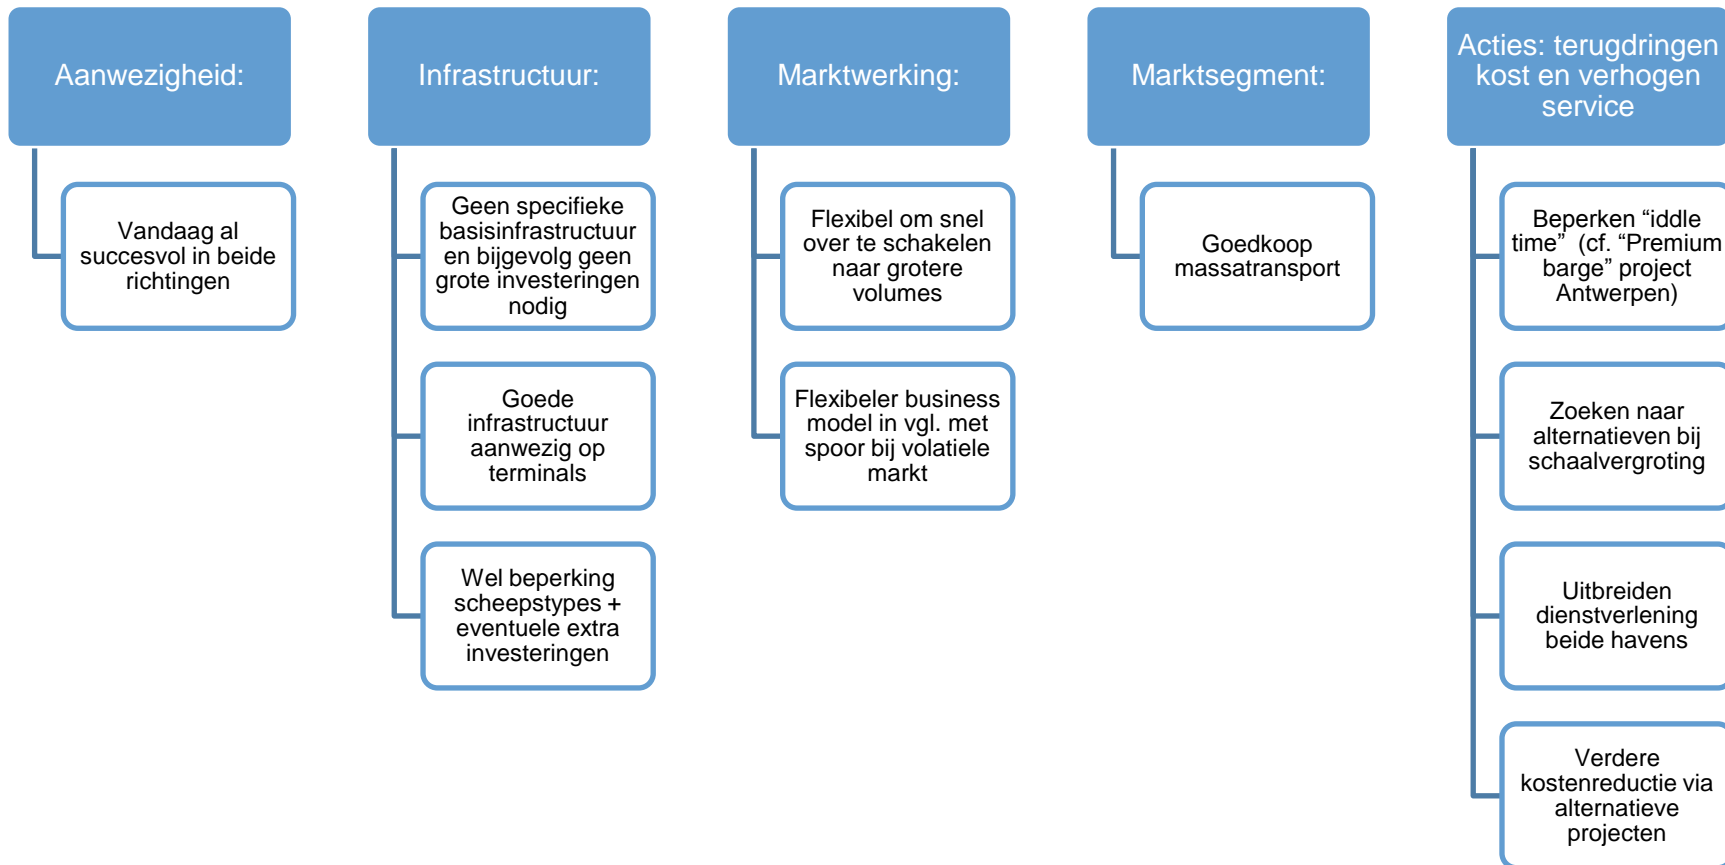 Aanwezigheid:
Vandaag al
succesvol in beide
richtingen
Infrastructuur:
Geen specifieke
basisinfrastructuur
en bijgevolg geen
grote investeringen
nodig
Goede
infrastructuur
aanwezig op
terminals
Wel beperking
scheepstypes +
eventuele extra
investeringen
Marktwerking:
Flexibel om snel
over te schakelen
naar grotere
volumes
Flexibeler business
model in vgl. met
spoor bij volatiele
markt
Marktsegment:
Goedkoop
massatransport
Acties: terugdringen
kost en verhogen
service
Beperken “iddle
time” (cf. “Premium
barge” project
Antwerpen)
Zoeken naar
alternatieven bij
schaalvergroting
Uitbreiden
dienstverlening
beide havens
Verdere
kostenreductie via
alternatieve
projecten